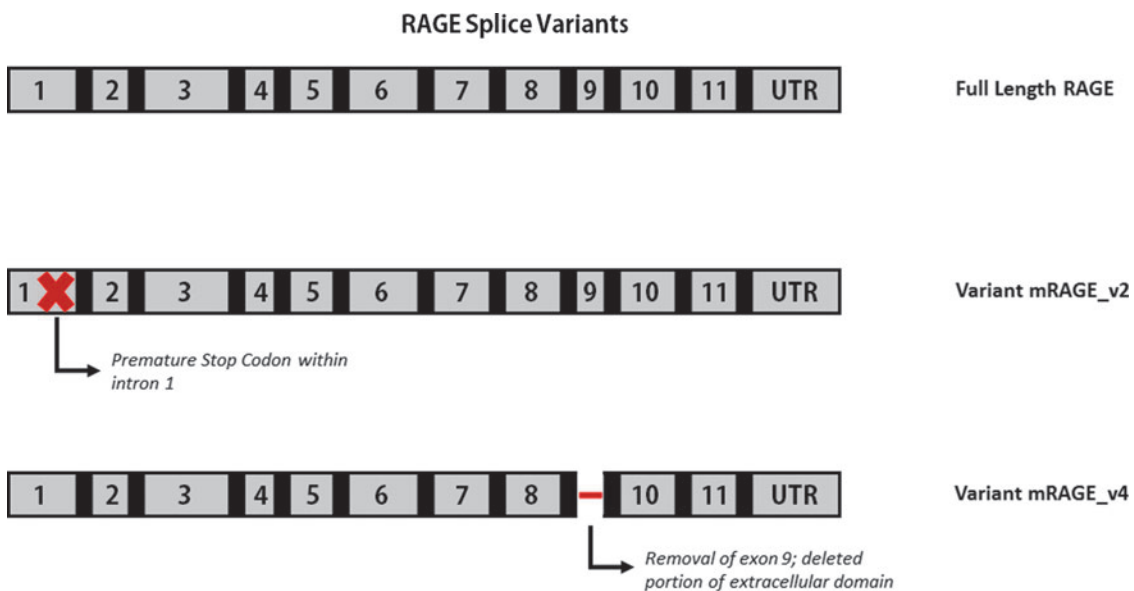 RAGE Splice Variants
1 2 3 4 5 6 7 8 9 10 11 UTR Full Length RAGE
1 2 3 4 5 6 7 8 9 10 11 UTR Variant mRAGE_v2
Premature Stop Codon within
intron 1
1 2 3 4 5 6 7 8 10 11 UTR Variant mRAGE_v4
Removal of exon 9; deleted
portion of extracellular domain